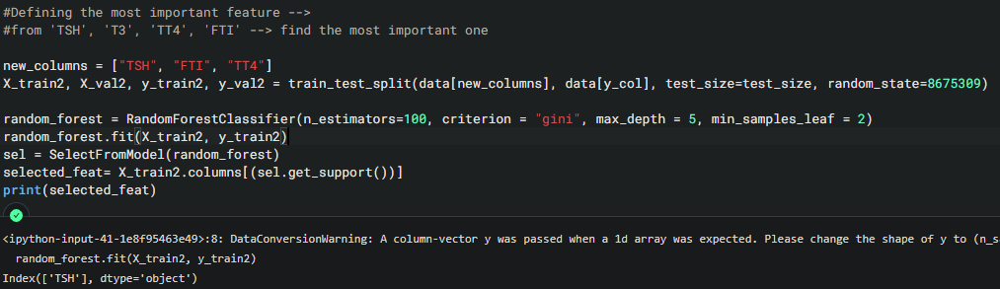 #Defining the most important feature -->
#from 'TSH', 'T3', 'TT4', 'FTI' --> find the most important one
new_columns = ["TSH", "FTI", "TT4"]
X_train2, X_val2, y_train2, y_val2 = train_test_split(data[new_columns], data[y_col], test_size=test_size, random_state=8675309)
random_forest = RandomForestClassifier(n_estimators=100, criterion = "gini", max_depth = 5, min_samples_leaf = 2)
random_forest.fit(X_train2, y_train2)
sel = SelectFromModel(random_forest)
selected_feat= X_train2.columns[(sel.get_support())]
print(selected_feat)
<ipython-input-41-1e8f95463e49>:8: DataConversionWarning: A column-vector y was passed when a 1d array was expected. Please change the shape of y to (n_s
random_forest.fit(X_train2, y_train2)
Index(['TSH'], dtype='object')